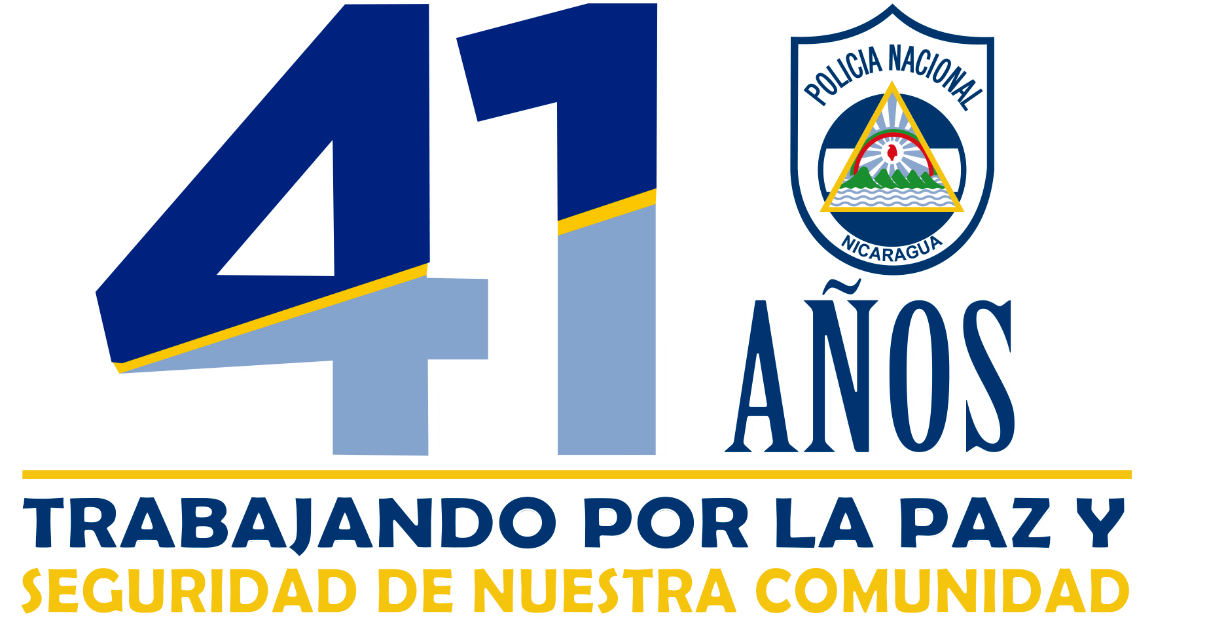 41
POLICIA NACIONAL
NICARAGUA
AÑOS
TRABAJANDO POR LA PAZ Y
SEGURIDAD DE NUESTRA COMUNIDAD